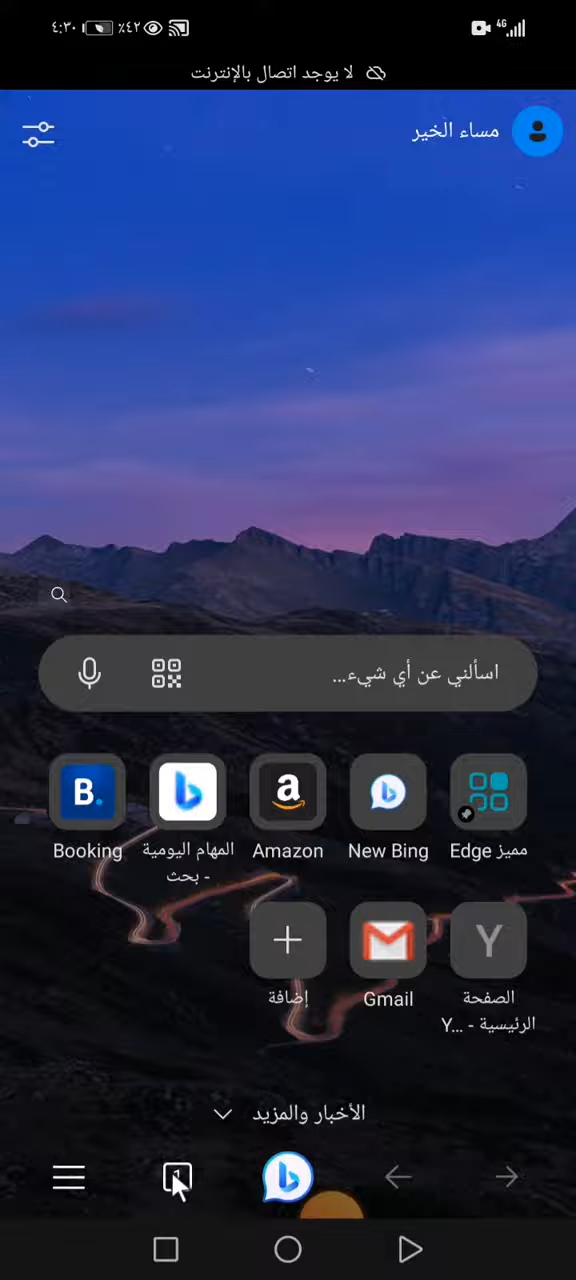 ٤:٣٠
٪٤٢
4G
لا يوجد اتصال بالإنترنت
مساء الخير
اسألني عن أي شيء...
مميز Edge
New Bing
Amazon
المهام اليومية
- بحث
Booking
الصفحة
الرئيسية - Y...
Gmail
إضافة
الأخبار والمزيد